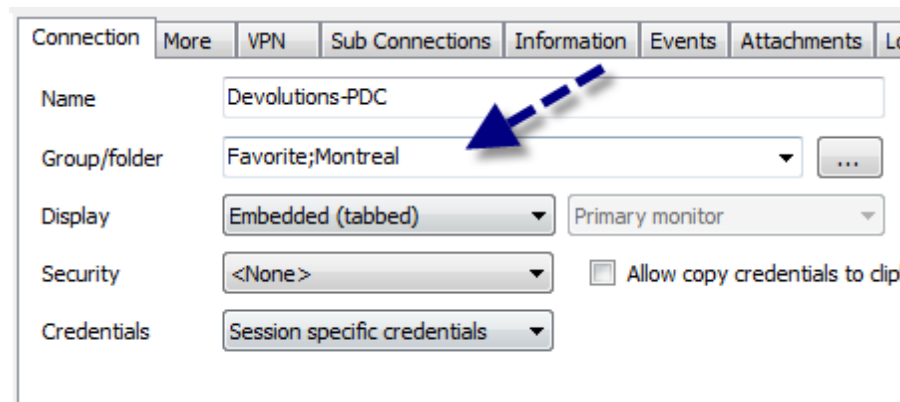 Connection More VPN Sub Connections Information Events Attachments
Name Devolutions-PDC
Group/folder Favorite;Montreal ...
Display Embedded (tabbed) Primary monitor
Security <None> Allow copy credentials to
Credentials Session specific credentials